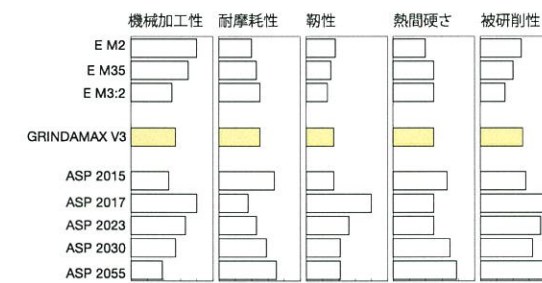 機械加工性 耐摩耗性 靭性 熱間硬さ 被研削性
E M2
E M35
E M3:2
GRINDAMAX V3
ASP 2015
ASP 2017
ASP 2023
ASP 2030
ASP 2055